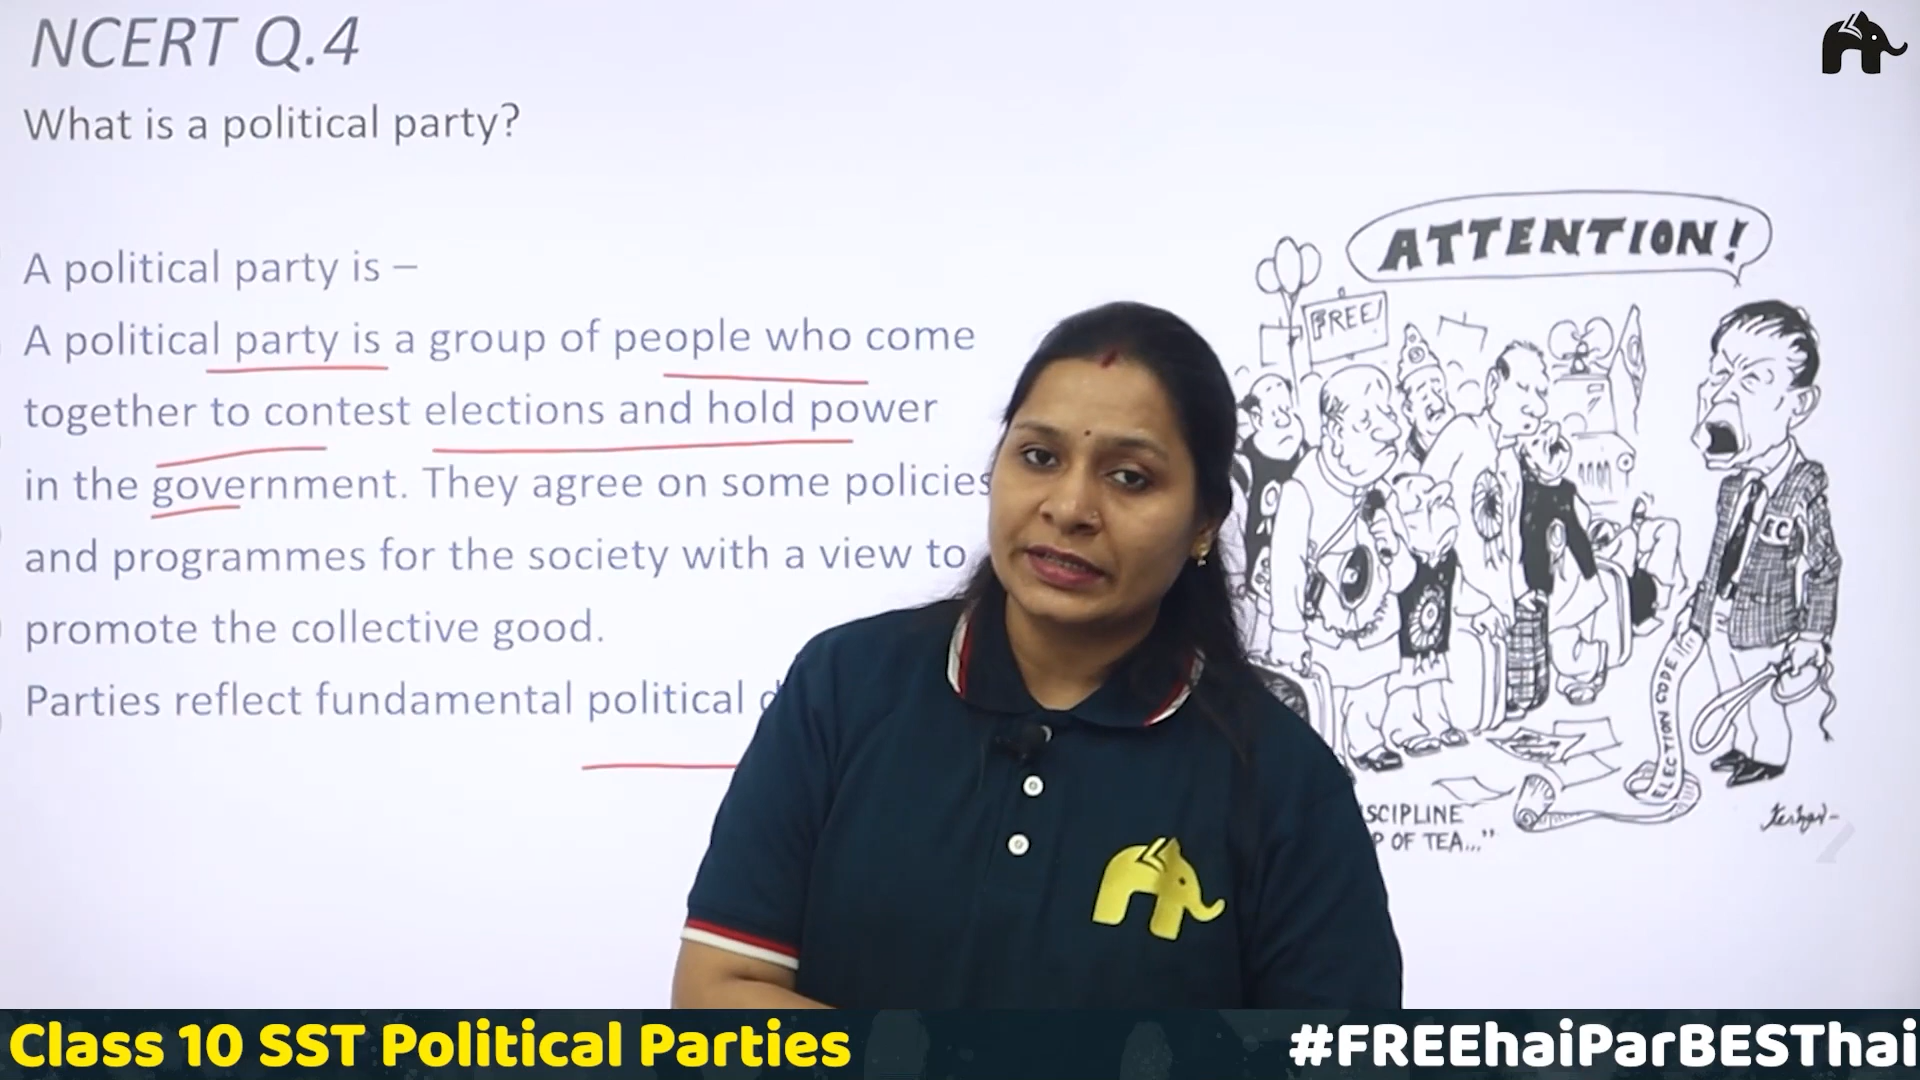 NCERT Q.4
What is a political party?
A political party is –
A political party is a group of people who come
together to contest elections and hold power
in the government. They agree on some policies
and programmes for the society with a view to
promote the collective good.
Parties reflect fundamental political
ATTENTION!
FREE!
EC
ELECTION CODE
SCIPLINE
P OF TEA..."
Class 10 SST Political Parties
#FREEhaiParBESThai